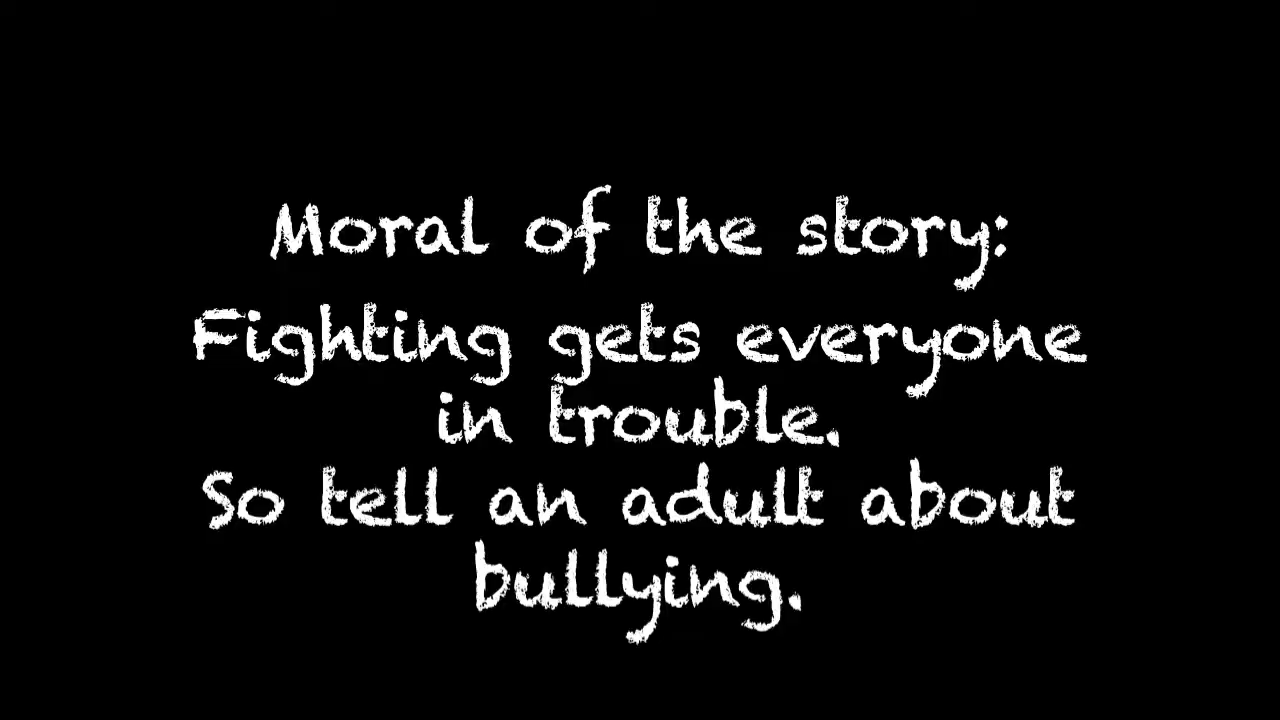 Moral of the story:
Fighting gets everyone
in trouble.
So tell an adult about
bullying.